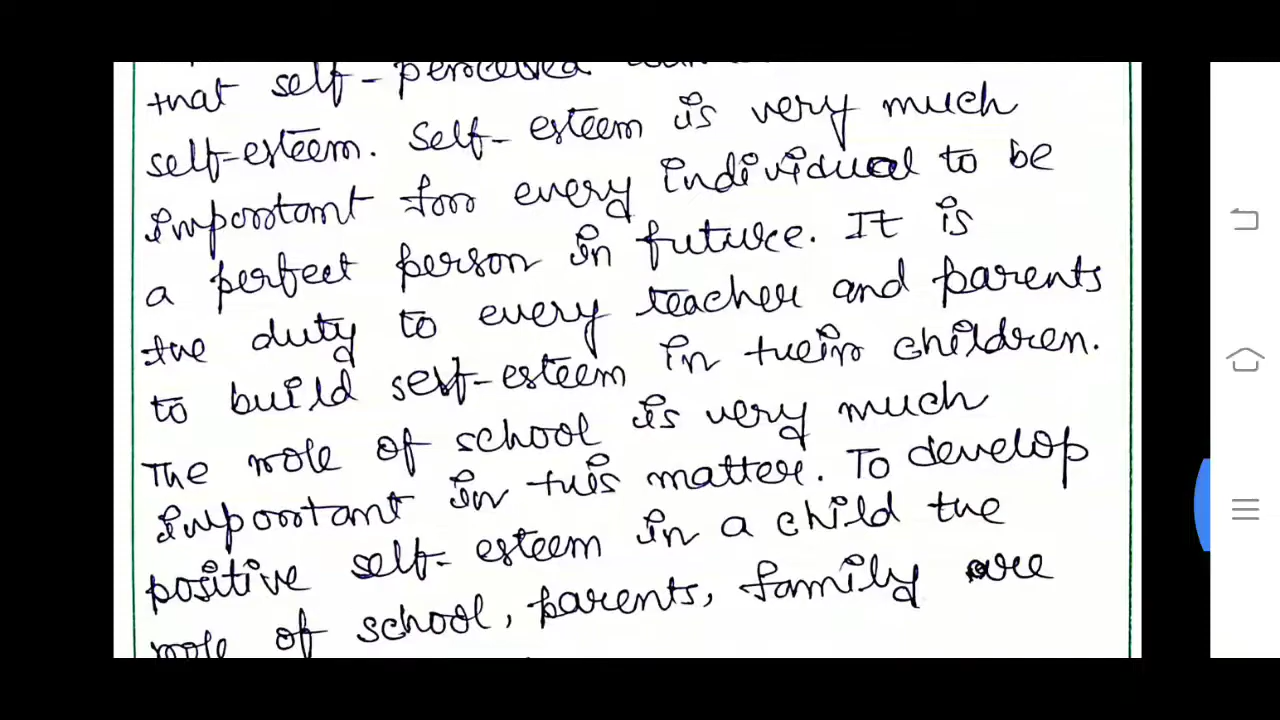 that self-perceived
self-esteem. Self-esteem is very much
important for every individual to be
a perfect person in future. It is
the duty to every teacher and parents
to build self-esteem in their children.
The role of school is very much
important in this matter. To develop
positive self-esteem in a child the
role of school, parents, family are